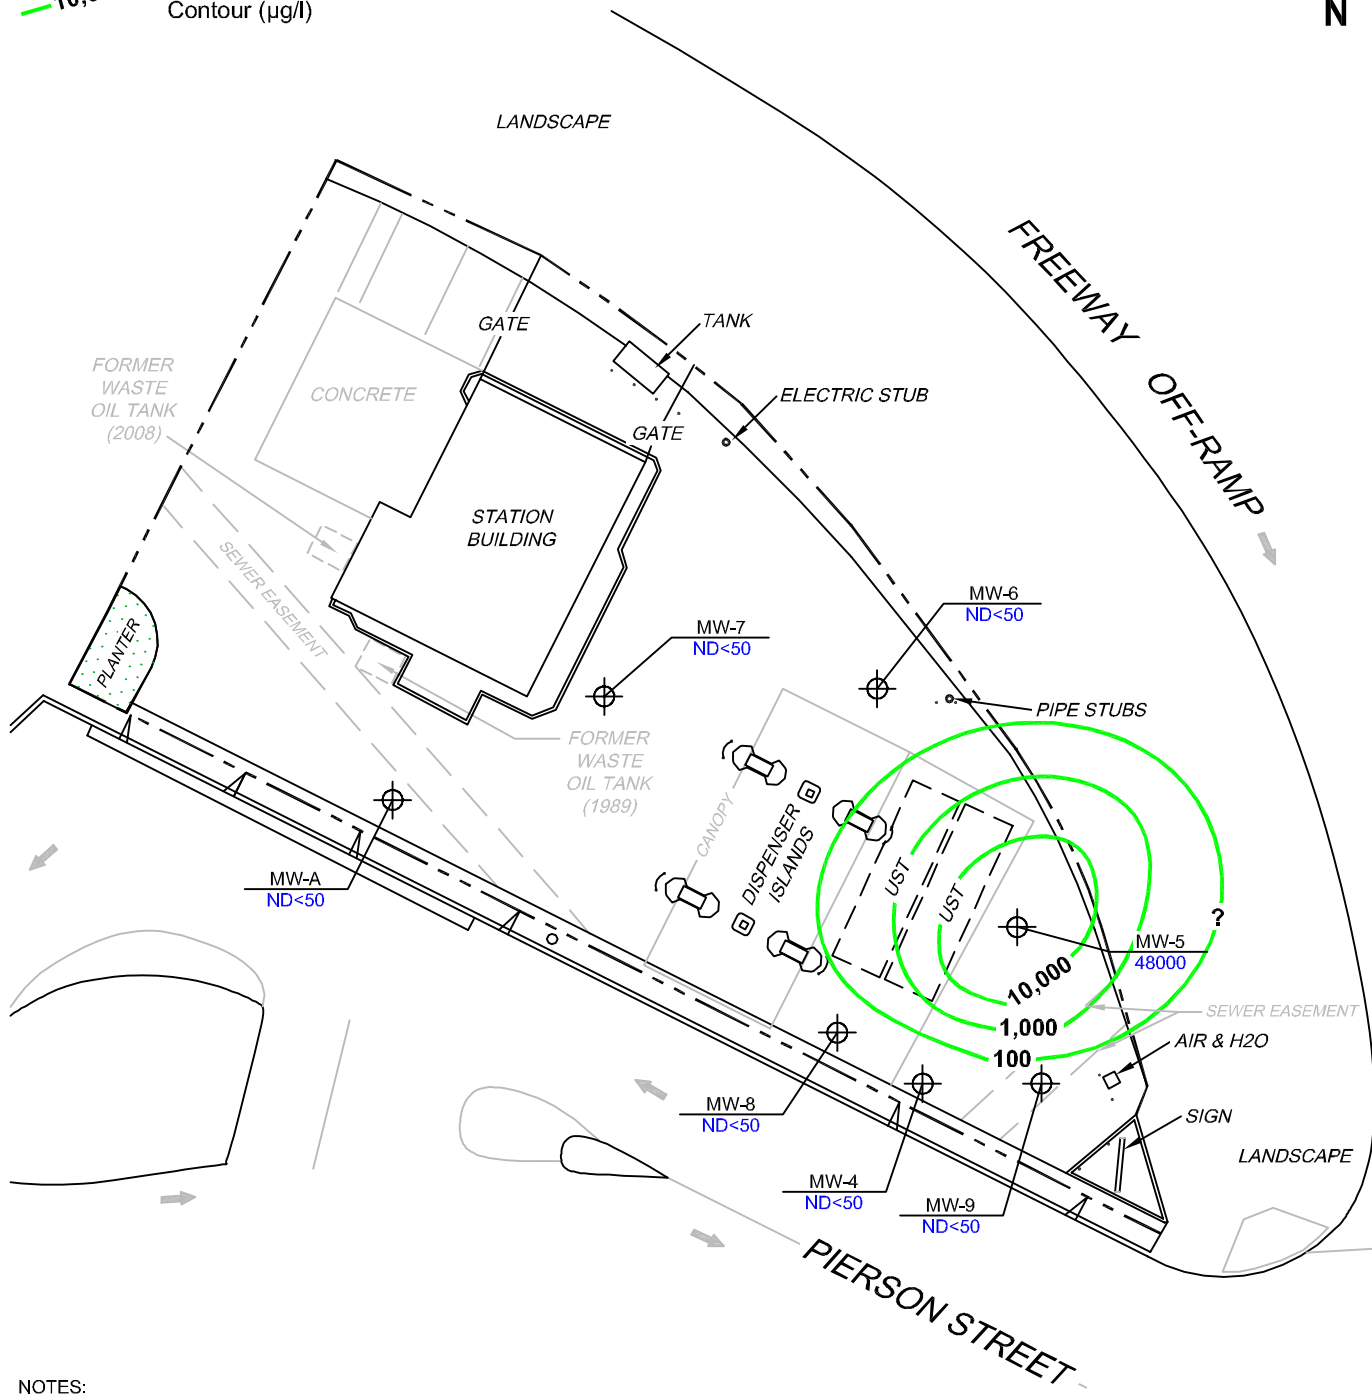 Contour (µg/l)
N
LANDSCAPE
FREEWAY OFF-RAMP
GATE
TANK
FORMER
WASTE
OIL TANK
(2008)
CONCRETE
ELECTRIC STUB
GATE
STATION
BUILDING
SEWER EASEMENT
MW-6
ND<50
MW-7
ND<50
PLANTER
PIPE STUBS
FORMER
WASTE
OIL TANK
(1989)
CANOPY
DISPENSER
ISLANDS
UST
UST
MW-A
ND<50
?
MW-5
48000
10,000
1,000
100
SEWER EASEMENT
AIR & H2O
MW-8
ND<50
SIGN
LANDSCAPE
MW-4
ND<50
MW-9
ND<50
PIERSON STREET
NOTES: